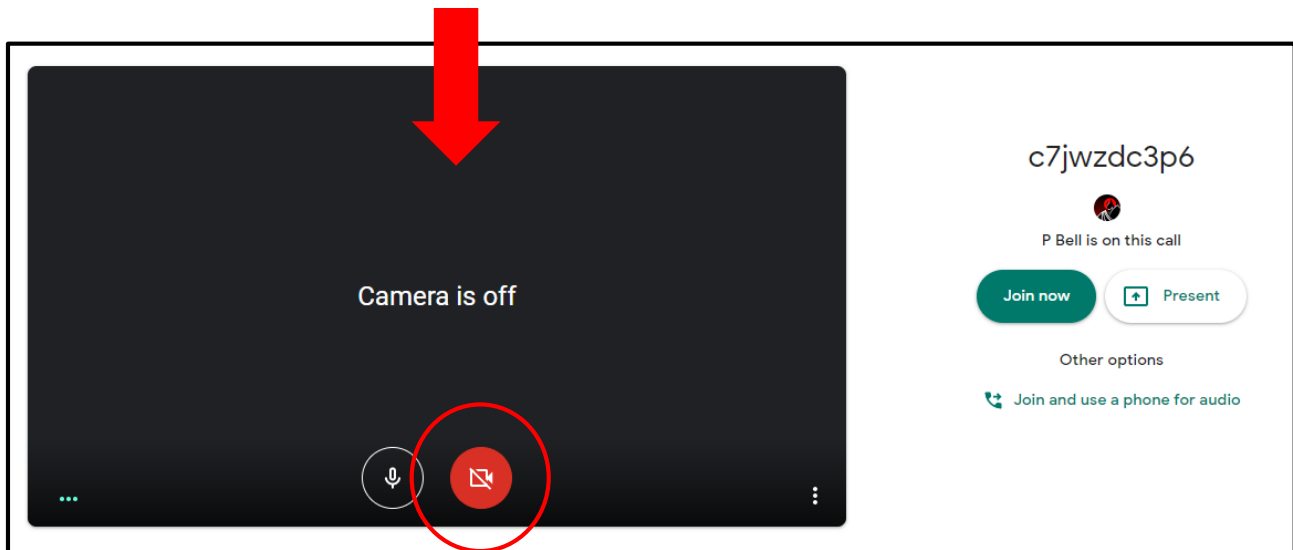 Camera is off
c7jwzdc3p6
P Bell is on this call
Join now
Present
Other options
Join and use a phone for audio